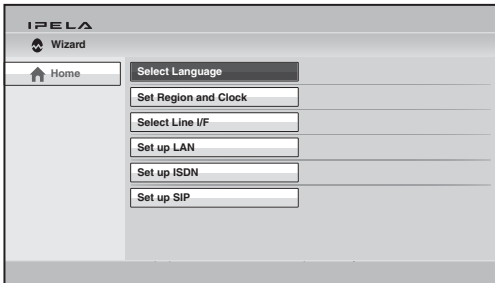 IPELA
Wizard
Home
Select Language
Set Region and Clock
Select Line I/F
Set up LAN
Set up ISDN
Set up SIP